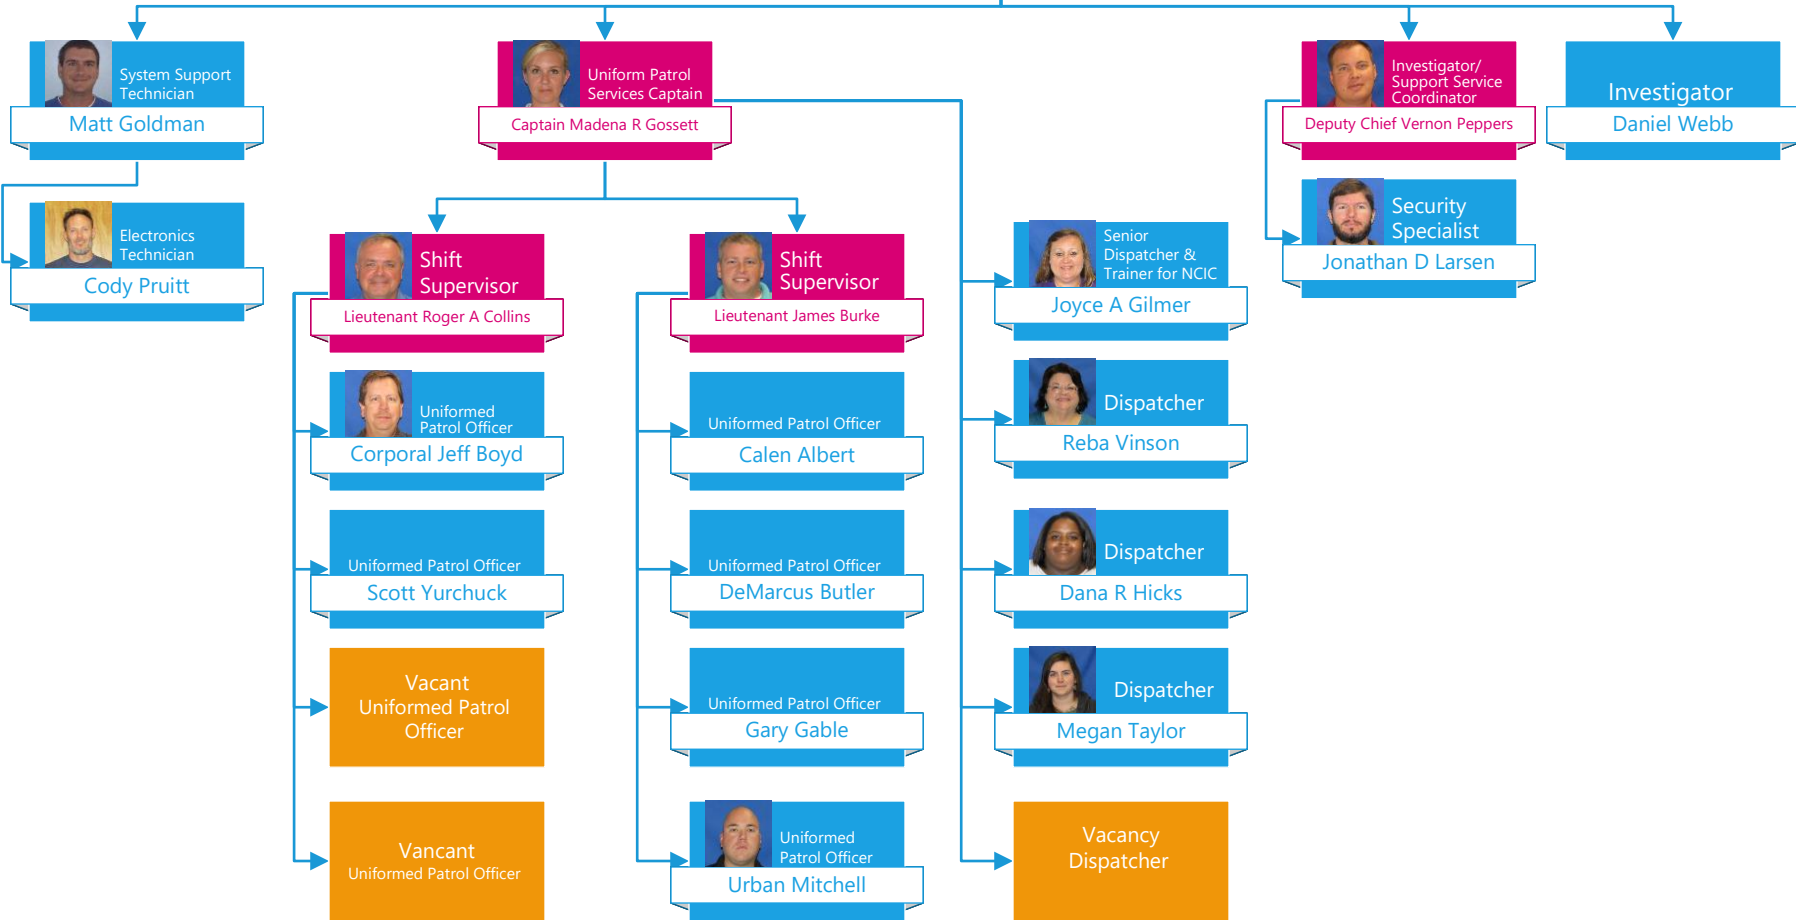 System Support
Technician
Matt Goldman
Uniform Patrol
Services Captain
Captain Madena R Gossett
Investigator/
Support Service
Coordinator
Deputy Chief Vernon Peppers
Investigator
Daniel Webb
Electronics
Technician
Cody Pruitt
Shift
Supervisor
Lieutenant Roger A Collins
Shift
Supervisor
Lieutenant James Burke
Senior
Dispatcher &
Trainer for NCIC
Joyce A Gilmer
Security
Specialist
Jonathan D Larsen
Uniformed
Patrol Officer
Corporal Jeff Boyd
Uniformed Patrol Officer
Calen Albert
Dispatcher
Reba Vinson
Uniformed Patrol Officer
Scott Yurchuck
Uniformed Patrol Officer
DeMarcus Butler
Dispatcher
Dana R Hicks
Vacant
Uniformed Patrol
Officer
Uniformed Patrol Officer
Gary Gable
Dispatcher
Megan Taylor
Vancant
Uniformed Patrol Officer
Uniformed
Patrol Officer
Urban Mitchell
Vacancy
Dispatcher